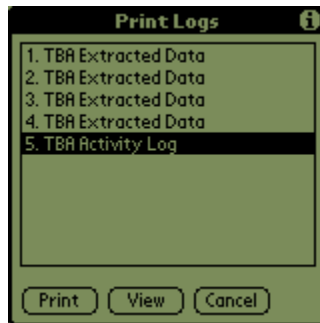 Print Logs
1. TBA Extracted Data
2. TBA Extracted Data
3. TBA Extracted Data
4. TBA Extracted Data
5. TBA Activity Log
Print View Cancel